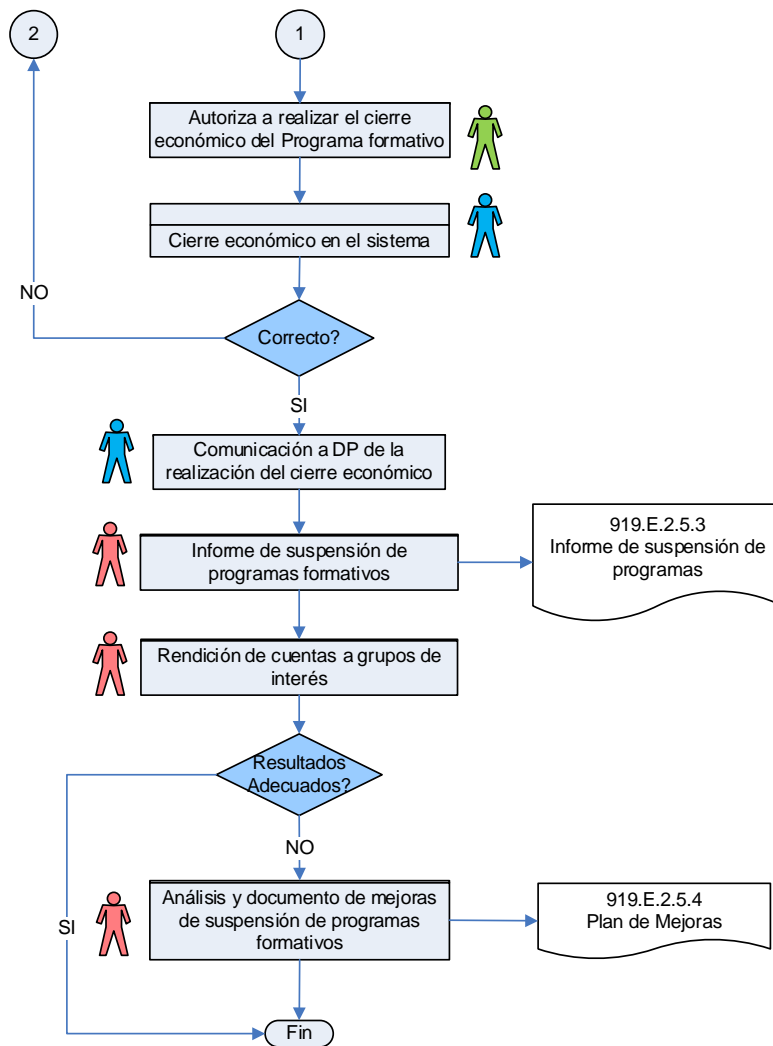 2
1
Autoriza a realizar el cierre
económico del Programa formativo
Cierre económico en el sistema
NO
Correcto?
SI
Comunicación a DP de la
realización del cierre económico
919.E.2.5.3
Informe de suspensión de
programas
Informe de suspensión de
programas formativos
Rendición de cuentas a grupos de
interés
Resultados
Adecuados?
NO
Análisis y documento de mejoras
de suspensión de programas
formativos
919.E.2.5.4
Plan de Mejoras
SI
Fin